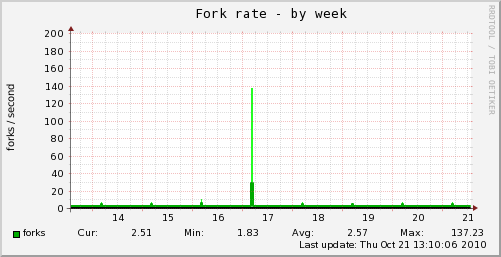 Fork rate - by week
RRDTOOL / TOBI OETIKER
forks / second
200
180
160
140
120
100
80
60
40
20
0
14 15 16 17 18 19 20 21
forks Cur: 2.51 Min: 1.83 Avg: 2.57 Max: 137.23
Last update: Thu Oct 21 13:10:06 2010